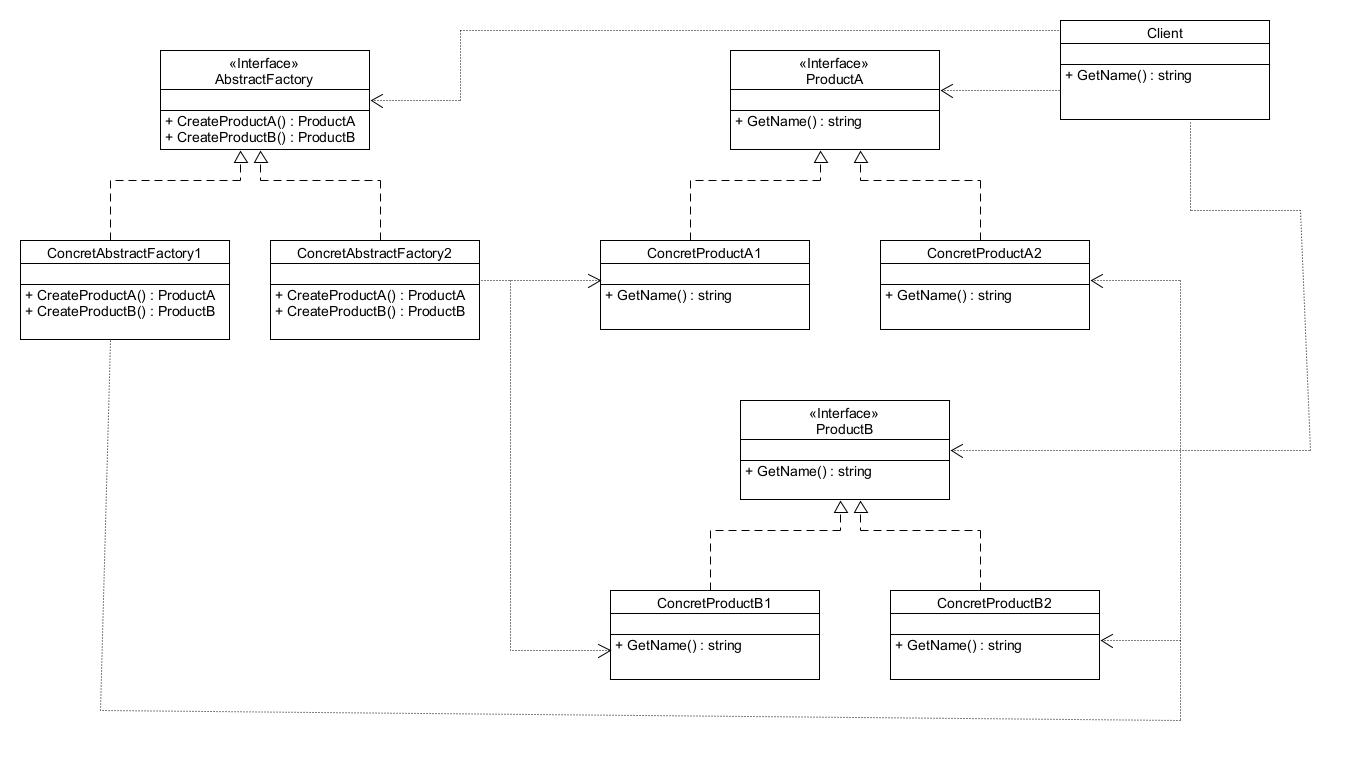 Client
+ GetName() : string
«Interface»
AbstractFactory
+ CreateProductA() : ProductA
+ CreateProductB() : ProductB
«Interface»
ProductA
+ GetName() : string
ConcretAbstractFactory1
+ CreateProductA() : ProductA
+ CreateProductB() : ProductB
ConcretAbstractFactory2
+ CreateProductA() : ProductA
+ CreateProductB() : ProductB
ConcretProductA1
+ GetName() : string
ConcretProductA2
+ GetName() : string
«Interface»
ProductB
+ GetName() : string
ConcretProductB1
+ GetName() : string
ConcretProductB2
+ GetName() : string